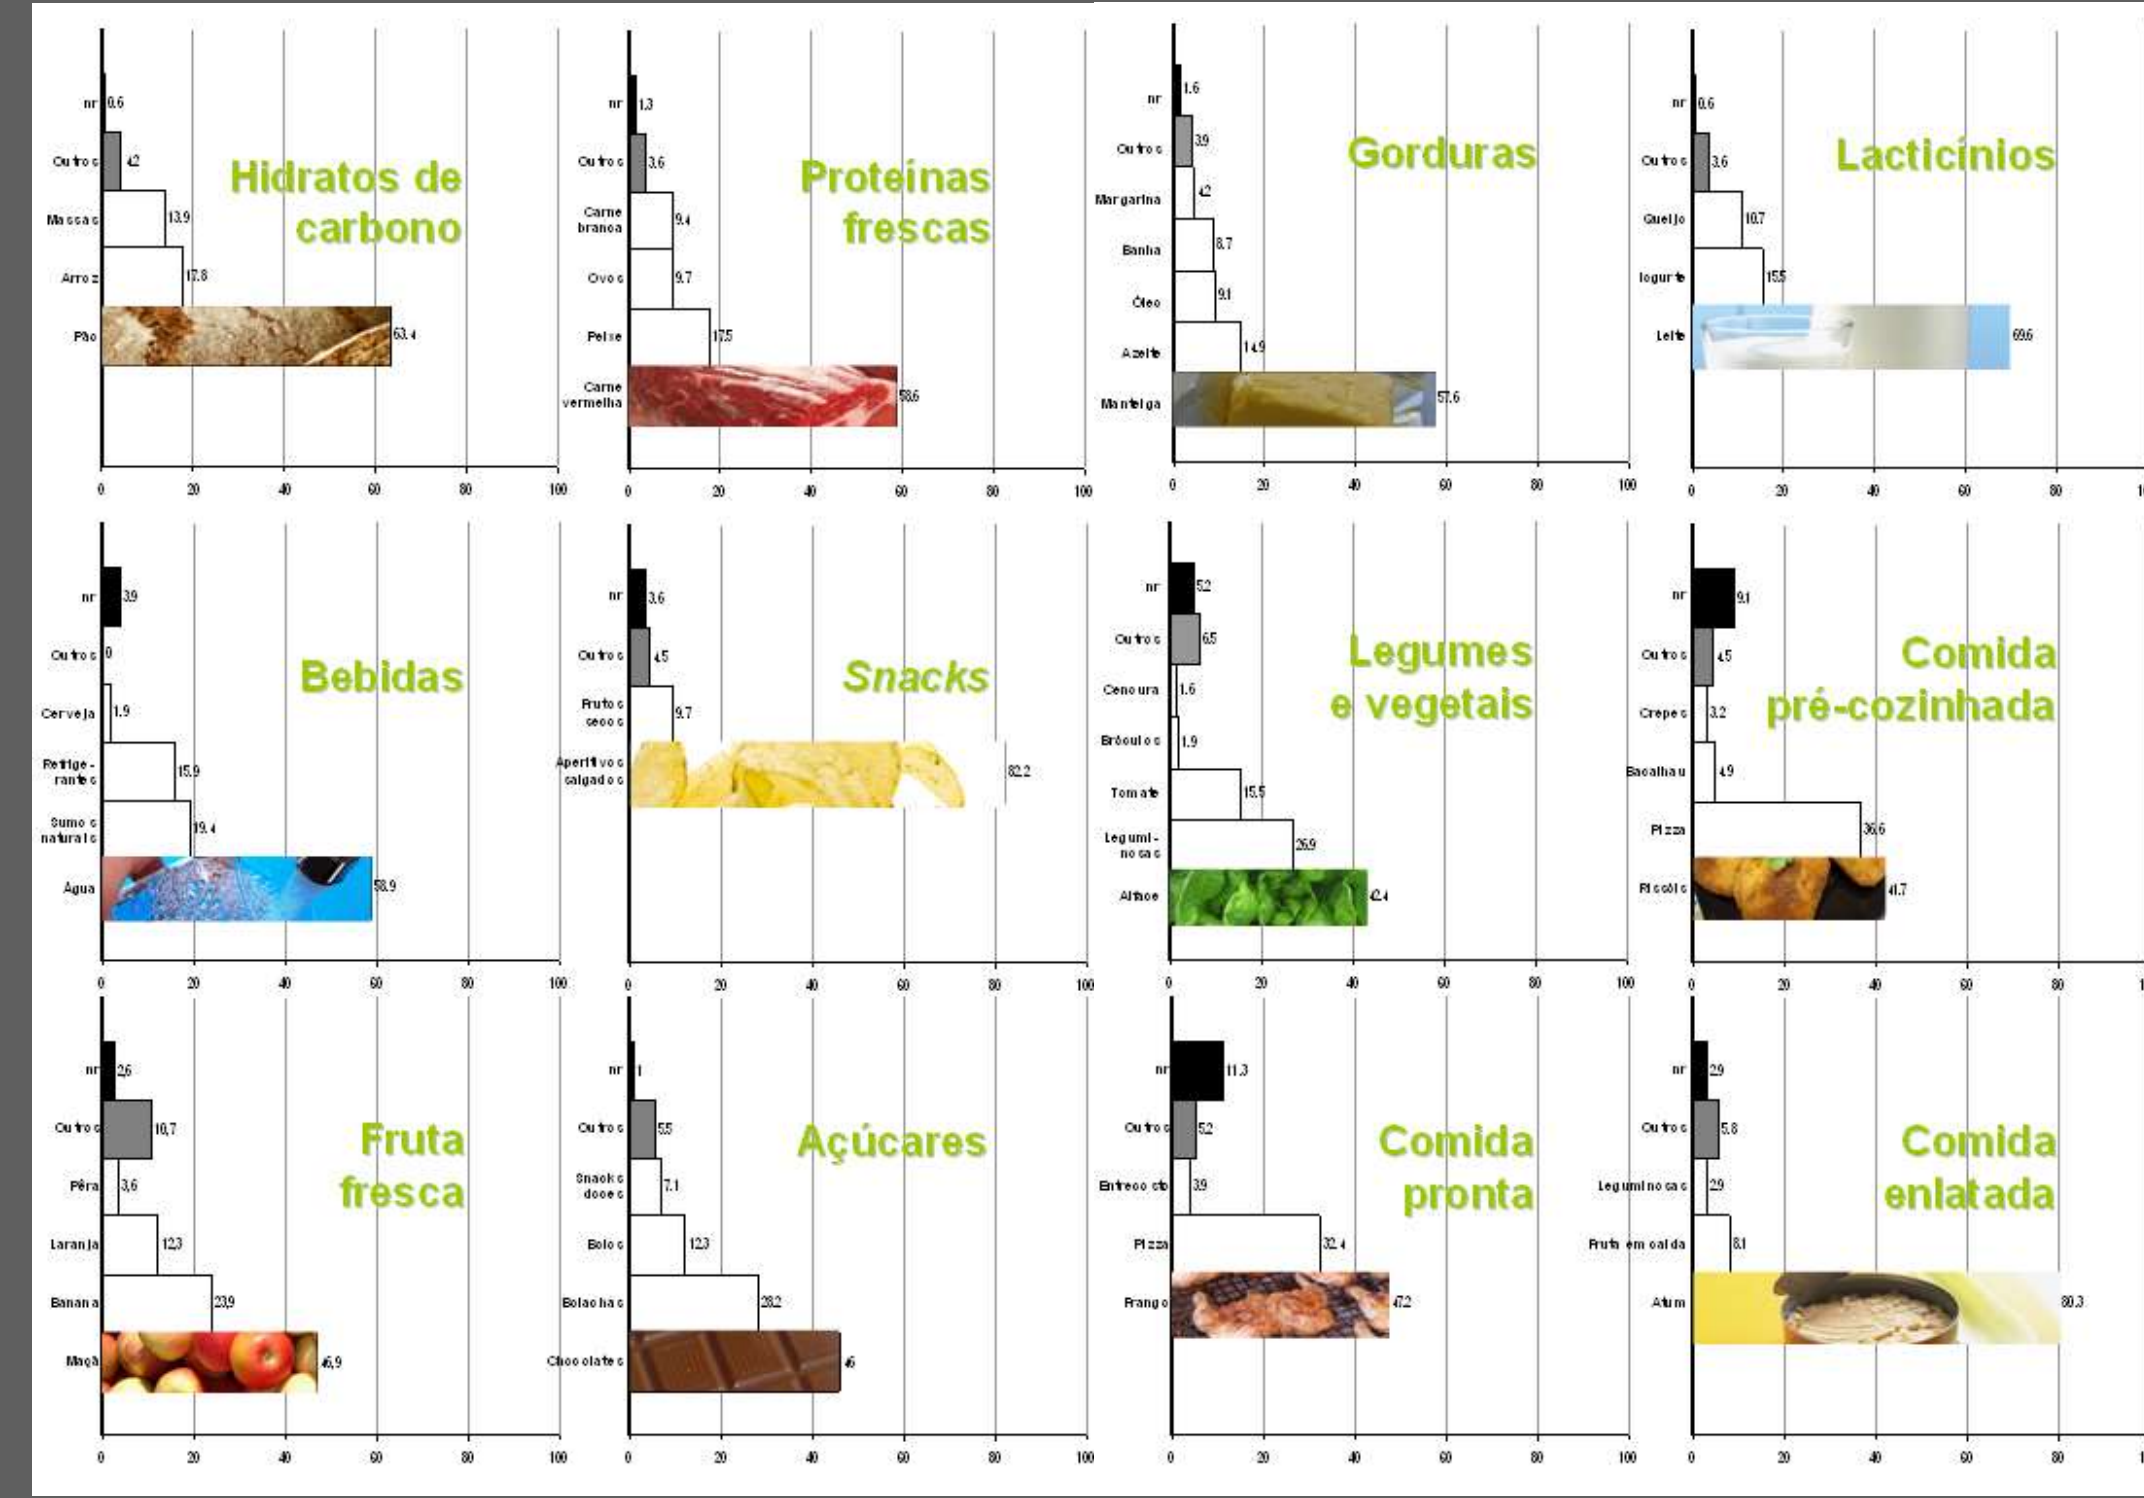 Hidratos de
carbono
nr 0.6
Outros 4.2
Massas 13.9
Arroz 17.8
Pão 63.4
0 20 40 60 80 100
Proteínas
frescas
nr 1.3
Outros 3.6
Carne
branca 9.4
Ovos 9.7
Peixe 17.5
Carne
vermelha 58.6
0 20 40 60 80 100
Gorduras
nr 1.6
Outros 3.9
Margarina 4.2
Banha 8.7
Óleo 9.1
Azeite 14.9
Manteiga 57.6
0 20 40 60 80 100
Lacticínios
nr 0.6
Outros 3.6
Queijo 10.7
Iogurte 15.5
Leite 69.6
0 20 40 60 80
Bebidas
nr 3.9
Outros 0
Cerveja 1.9
Refrige-
rantes 15.9
Sumos
naturais 19.4
Água 58.9
0 20 40 60 80 100
Snacks
nr 3.6
Outros 4.5
Frutos
secos 9.7
Aperitivos
salgados 82.2
0 20 40 60 80 100
Legumes
e vegetais
nr 5.2
Outros 6.5
Cenoura 1.6
Bróculos 1.9
Tomate 15.5
Legumi-
nosas 26.9
Alface 42.4
0 20 40 60 80 100
Comida
pré-cozinhada
nr 9.1
Outros 4.5
Crepes 3.2
Bacalhau 4.9
Pizza 36.6
Rissóis 41.7
0 20 40 60 80
Fruta
fresca
nr 2,6
Outros 10,7
Pêra 3,6
Laranja 12,3
Banana 23,9
Maçã 46,9
0 20 40 60 80 100
Açúcares
nr 1
Outros 5.5
Snacks
doces 7.1
Bolos 12.3
Bolachas 28.2
Chocolates 46
0 20 40 60 80 100
Comida
pronta
nr 11.3
Outros 5.2
Entrecosto 3.9
Pizza 32.4
Frango 47.2
0 20 40 60 80 100
Comida
enlatada
nr 2.9
Outros 5.8
Leguminosas 2.9
Fruta em calda 8.1
Atum 80.3
0 20 40 60 80